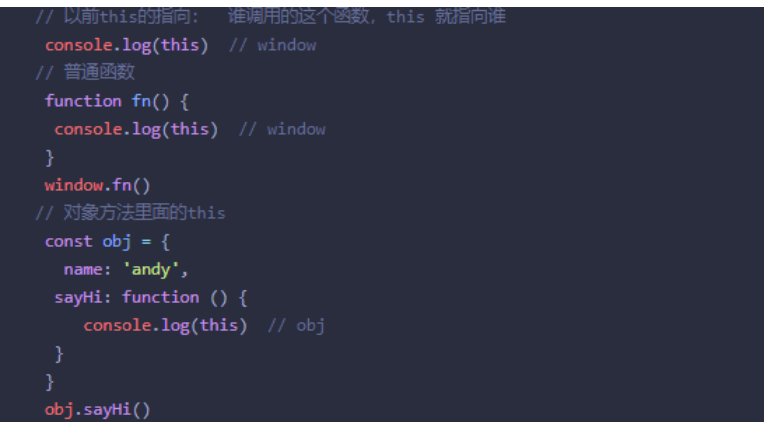 // 以前this的指向:  谁调用的这个函数, this 就指向谁
console.log(this)  // window
// 普通函数
function fn() {
console.log(this)  // window
}
window.fn()
// 对象方法里面的this
const obj = {
name: 'andy',
sayHi: function () {
console.log(this)  // obj
}
}
obj.sayHi()